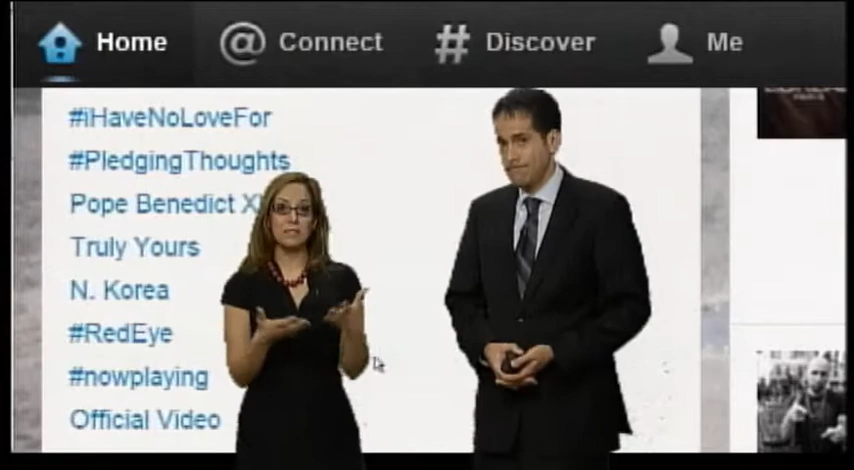 Home @ Connect # Discover Me
#iHaveNoLoveFor
#PledgingThoughts
Pope Benedict
Truly Yours
N. Korea
#RedEye
#nowplaying
Official Video